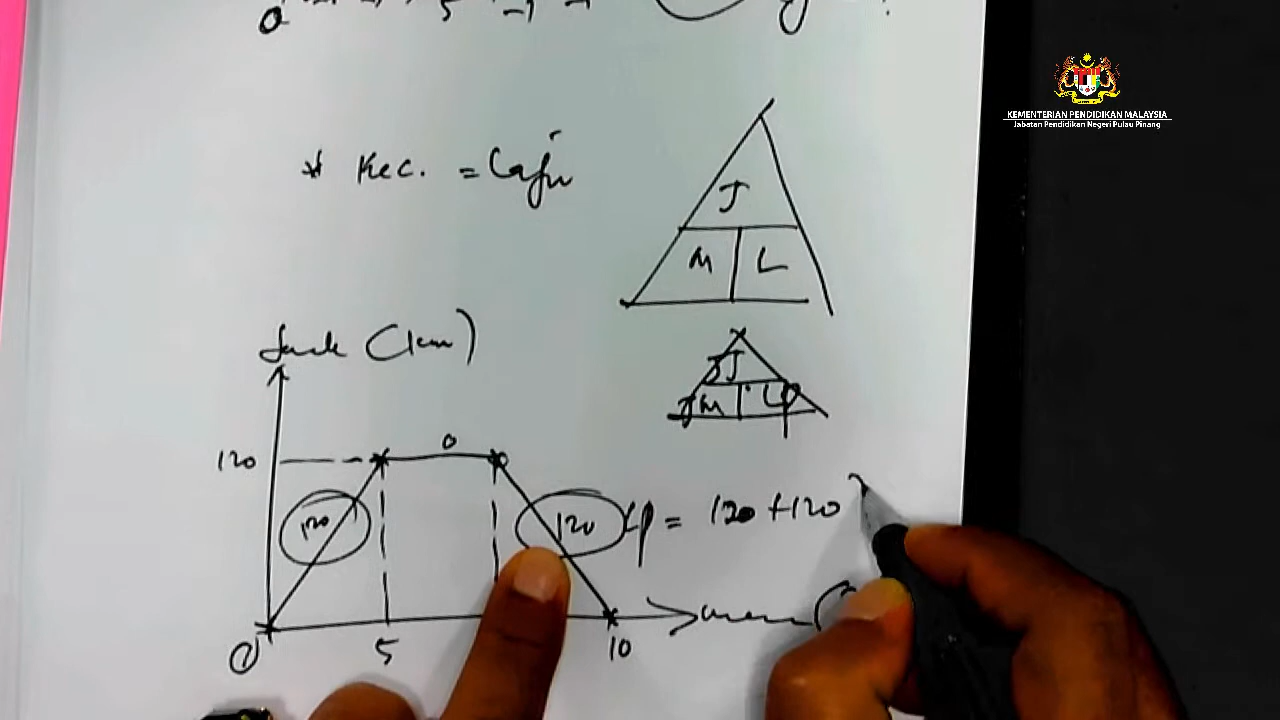 KEMENTERIAN PENDIDIKAN MALAYSIA
Jabatan Pendidikan Negeri Pulau Pinang
* Kec. = Laju
J
M L
Jarak (km)
J
M L
120
0
120
120
= 120 + 120
0
5
10